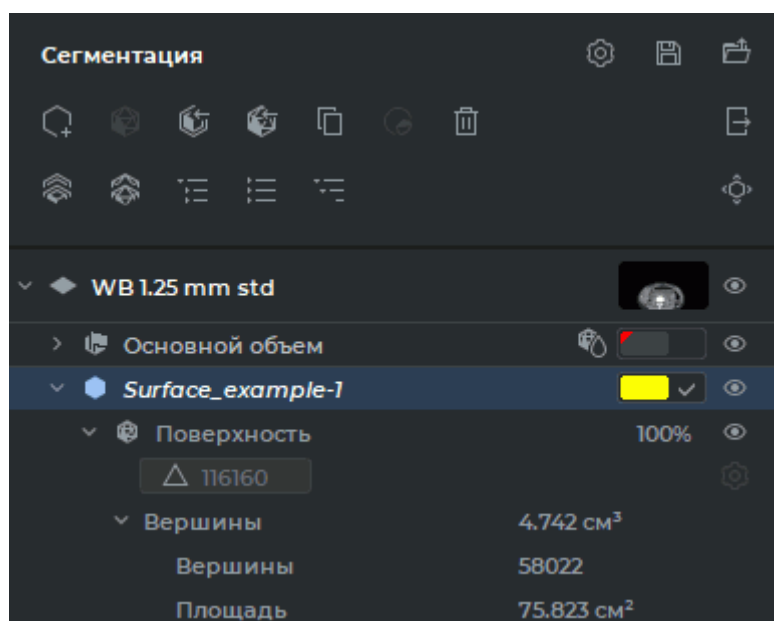 Сегментация
WB 1.25 mm std
Основной объем
Surface_example-1
Поверхность 100%
116160
Вершины 4.742 см³
Вершины 58022
Площадь 75.823 см²